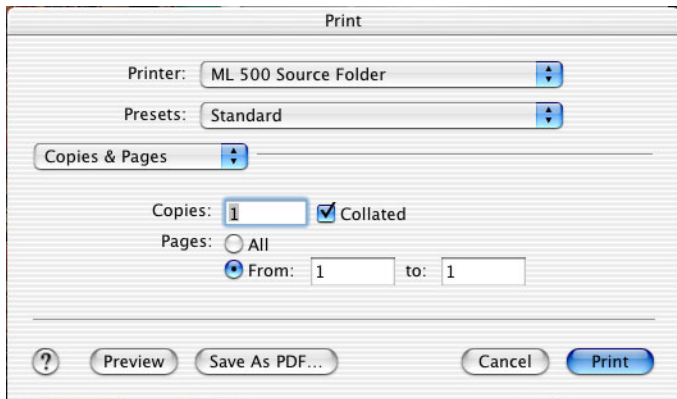 Print
Printer: ML 500 Source Folder
Presets: Standard
Copies & Pages
Copies: 1 Collated
Pages: All
From: 1 to: 1
? Preview Save As PDF... Cancel Print